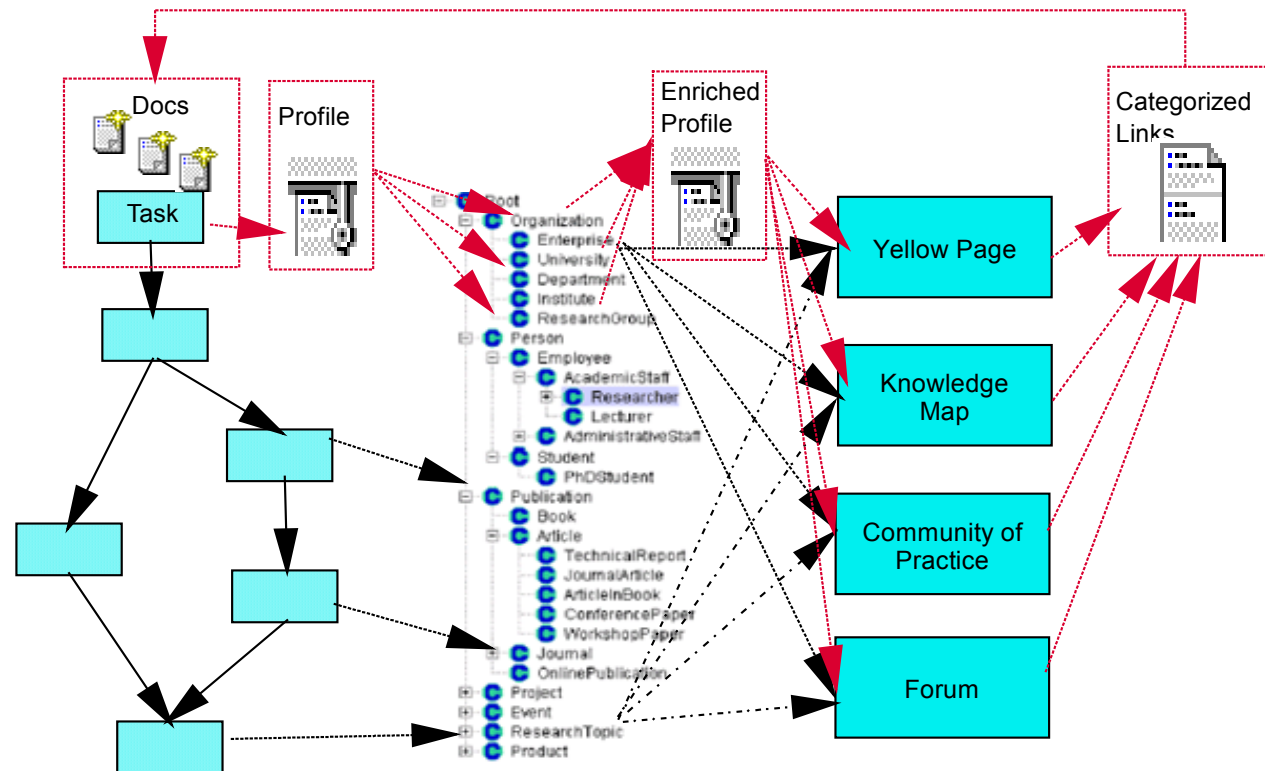 Docs
Task
Profile
Enriched
Profile
Categorized
Links
Root
Organization
Enterprise
University
Department
Institute
ResearchGroup
Person
Employee
AcademicStaff
Researcher
Lecturer
AdministrativeStaff
Student
PhDStudent
Publication
Book
Article
TechnicalReport
JournalArticle
ArticleInBook
ConferencePaper
WorkshopPaper
Journal
OnlinePublication
Project
Event
ResearchTopic
Product
Yellow Page
Knowledge
Map
Community of
Practice
Forum